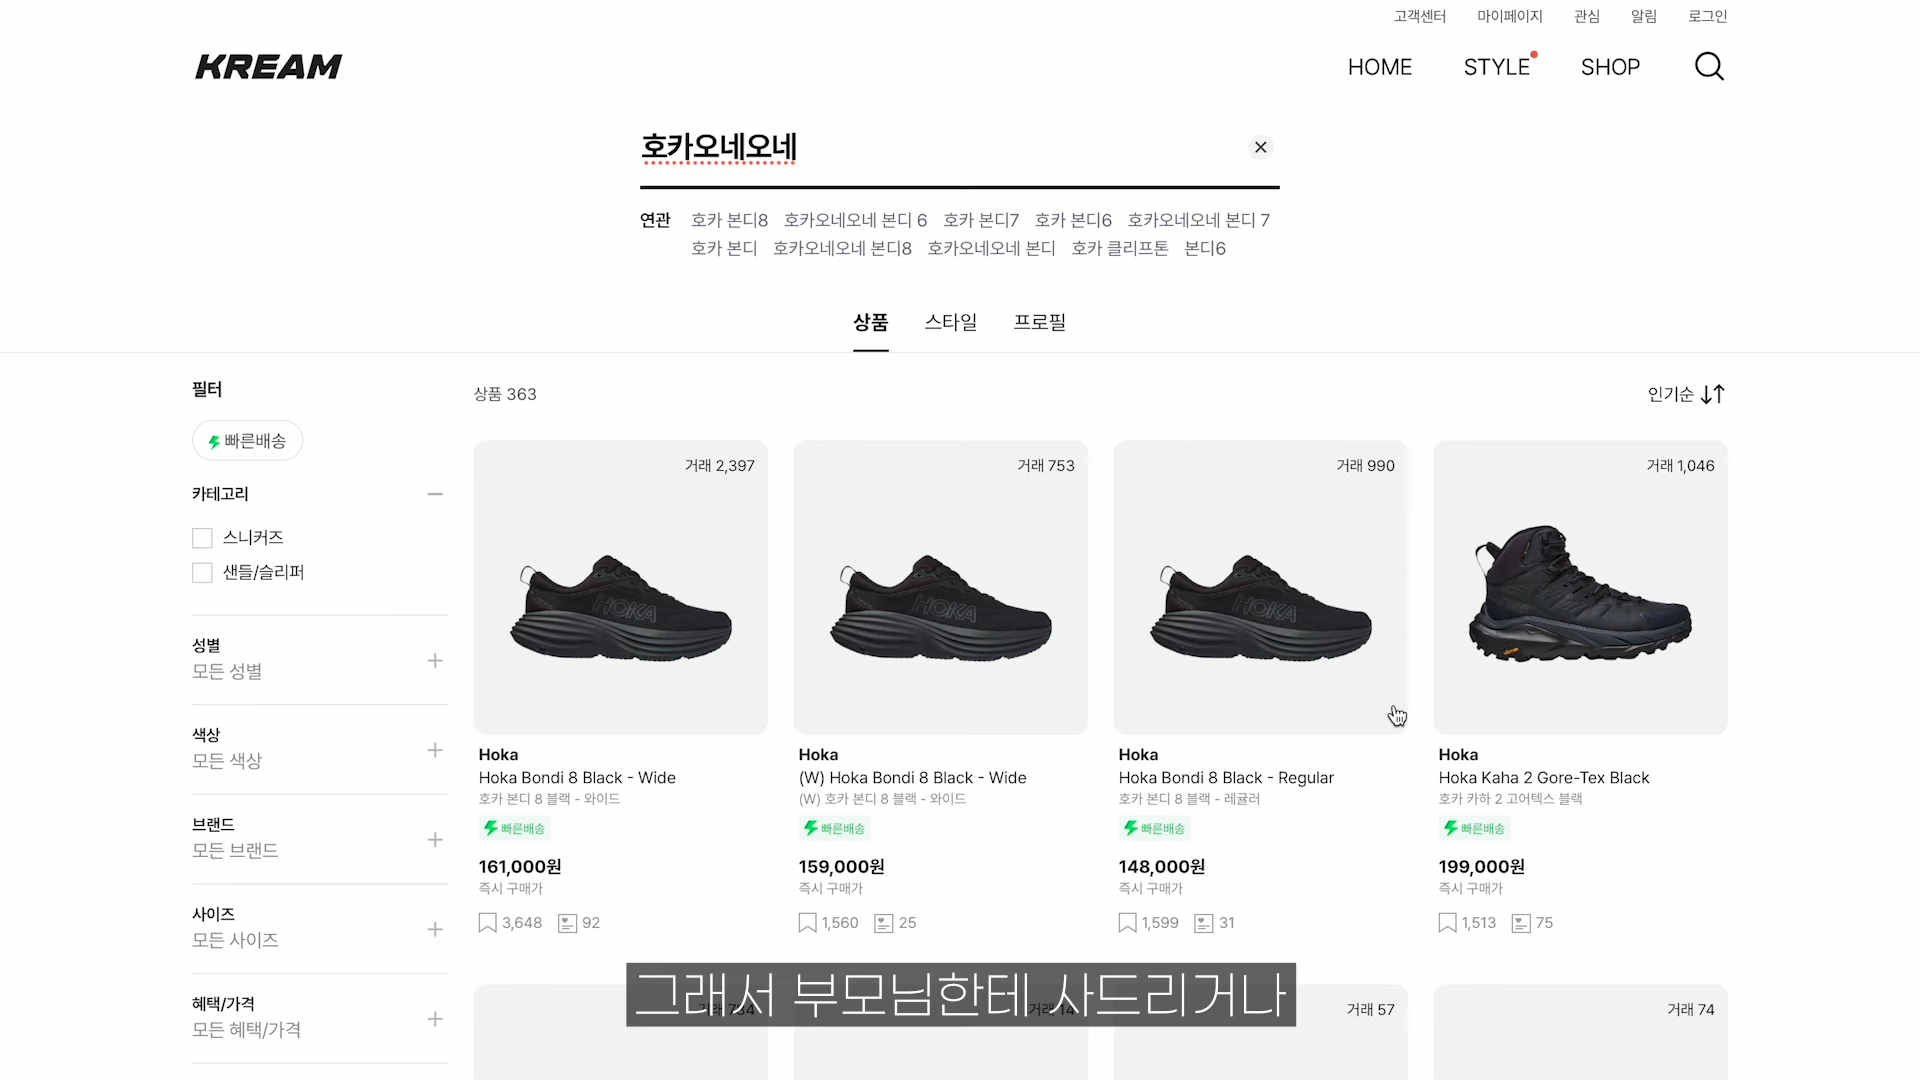 고객센터 마이페이지 관심 알림 로그인
KREAM
HOME STYLE SHOP
호카오네오네
연관 호카 본디8 호카오네오네 본디 6 호카 본디7 호카 본디6 호카오네오네 본디 7
호카 본디 호카오네오네 본디8 호카오네오네 본디 호카 클리프톤 본디6
상품 스타일 프로필
필터
상품 363
인기순
빠른배송
카테고리
스니커즈
샌들/슬리퍼
성별
모든 성별
색상
모든 색상
브랜드
모든 브랜드
사이즈
모든 사이즈
혜택/가격
모든 혜택/가격
거래 2,397
HOKA
Hoka
Hoka Bondi 8 Black - Wide
호카 본디 8 블랙 - 와이드
빠른배송
161,000원
즉시 구매가
3,648 92
거래 753
HOKA
Hoka
(W) Hoka Bondi 8 Black - Wide
(W) 호카 본디 8 블랙 - 와이드
빠른배송
159,000원
즉시 구매가
1,560 25
거래 990
HOKA
Hoka
Hoka Bondi 8 Black - Regular
호카 본디 8 블랙 - 레귤러
빠른배송
148,000원
즉시 구매가
1,599 31
거래 1,046
Hoka
Hoka Kaha 2 Gore-Tex Black
호카 카하 2 고어텍스 블랙
빠른배송
199,000원
즉시 구매가
1,513 75
거래 57
거래 74
그래서 부모님한테 사드리거나